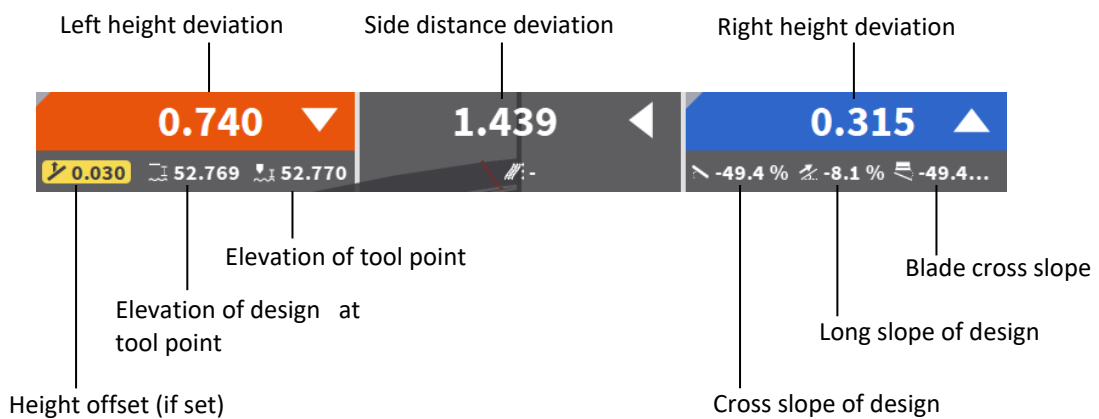 Left height deviation
Side distance deviation
Right height deviation
0.740
1.439
0.315
0.030 52.769 52.770
: -
-49.4 % -8.1 % -49.4...
Elevation of tool point
Blade cross slope
Elevation of design at
tool point
Long slope of design
Height offset (if set)
Cross slope of design